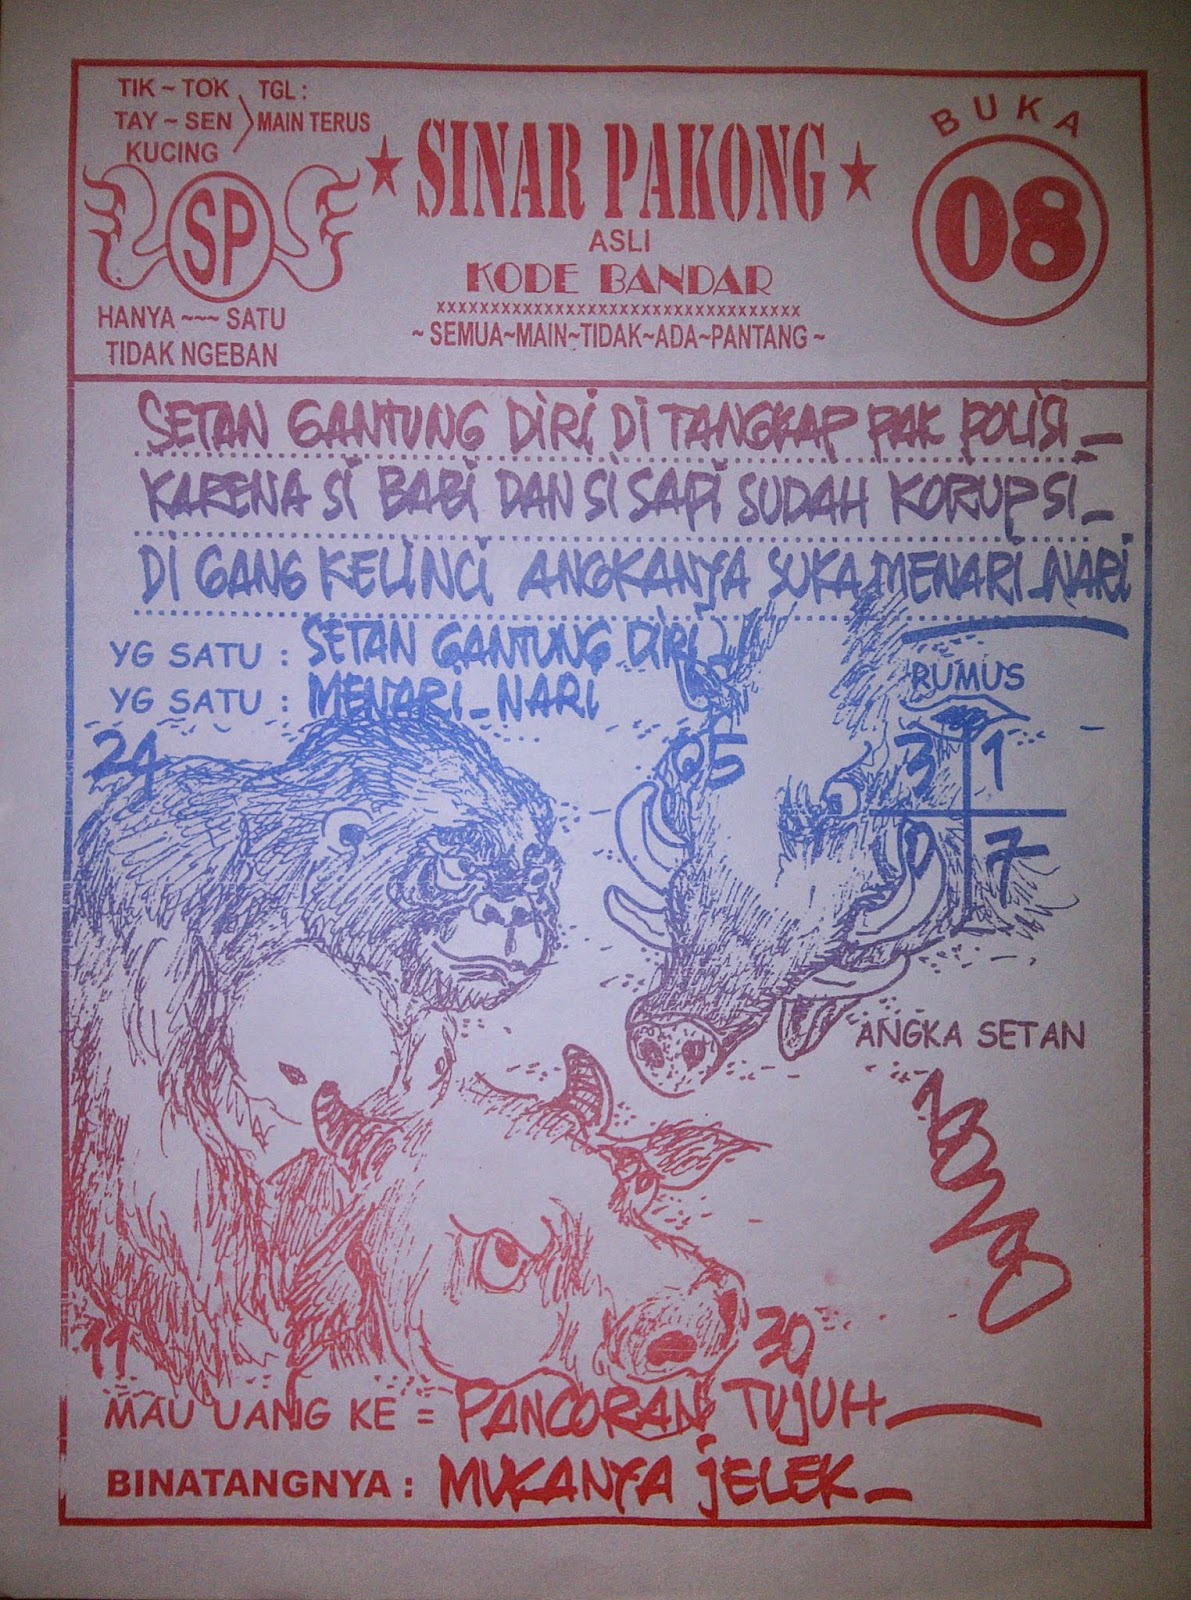 TIK ~ TOK TGL :
TAY ~ SEN MAIN TERUS
KUCING
SP
HANYA ~~~ SATU
TIDAK NGEBAN
★ SINAR PAKONG ★
ASLI
KODE BANDAR
xxxxxxxxxxxxxxxxxxxxxxxxxxxxxxxxxx
~ SEMUA~MAIN~TIDAK~ADA~PANTANG ~
BUKA
08
SETAN GANTUNG DIRI DI TANGKAP PAK POLISI_
KARENA SI BABI DAN SI SAPI SUDAH KORUPSI_
DI GANG KELINCI ANGKANYA SUKA MENARI_NARI
YG SATU : SETAN GANTUNG DIRI_
YG SATU : MENARI_NARI
RUMUS
24
05
3 1
0 7
ANGKA SETAN
11
30
MAU UANG KE = PANCORAN TUJUH
BINATANGNYA : MUKANYA JELEK_